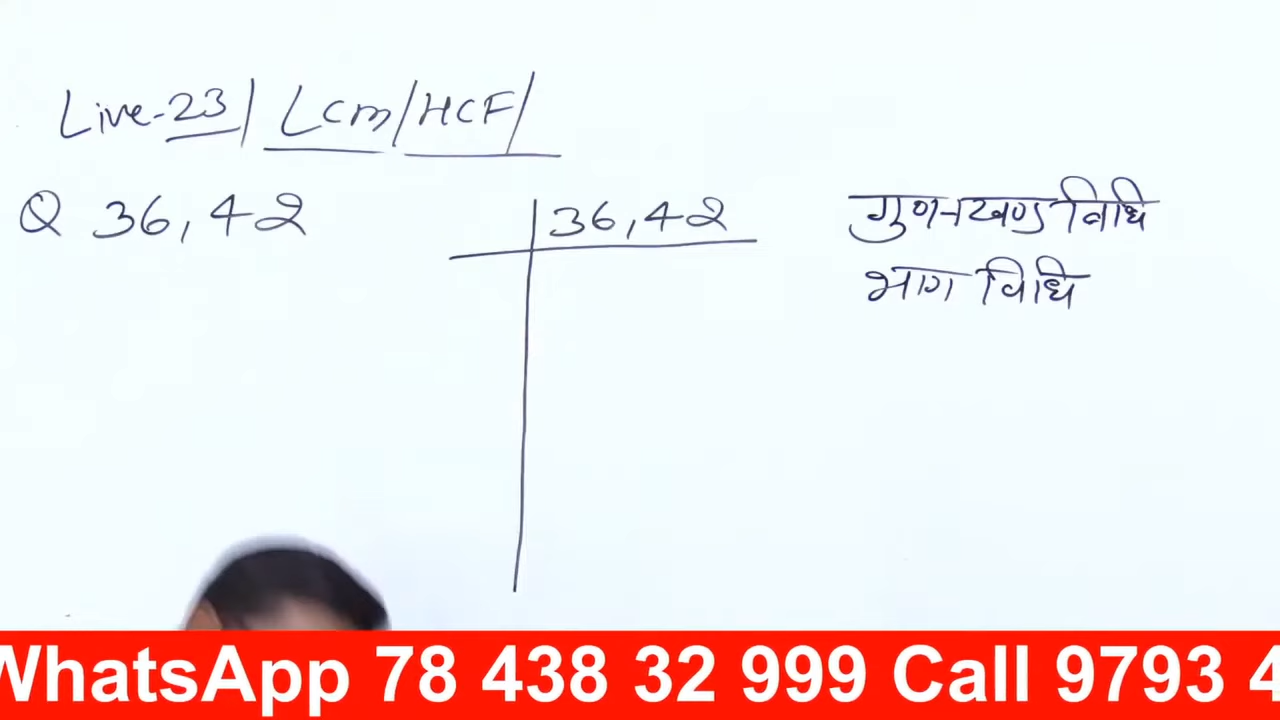 Live-23/ LCM/HCF/
Q 36,42
36,42
गुणनखण्ड विधि
भाग विधि
WhatsApp 78 438 32 999 Call 9793 4